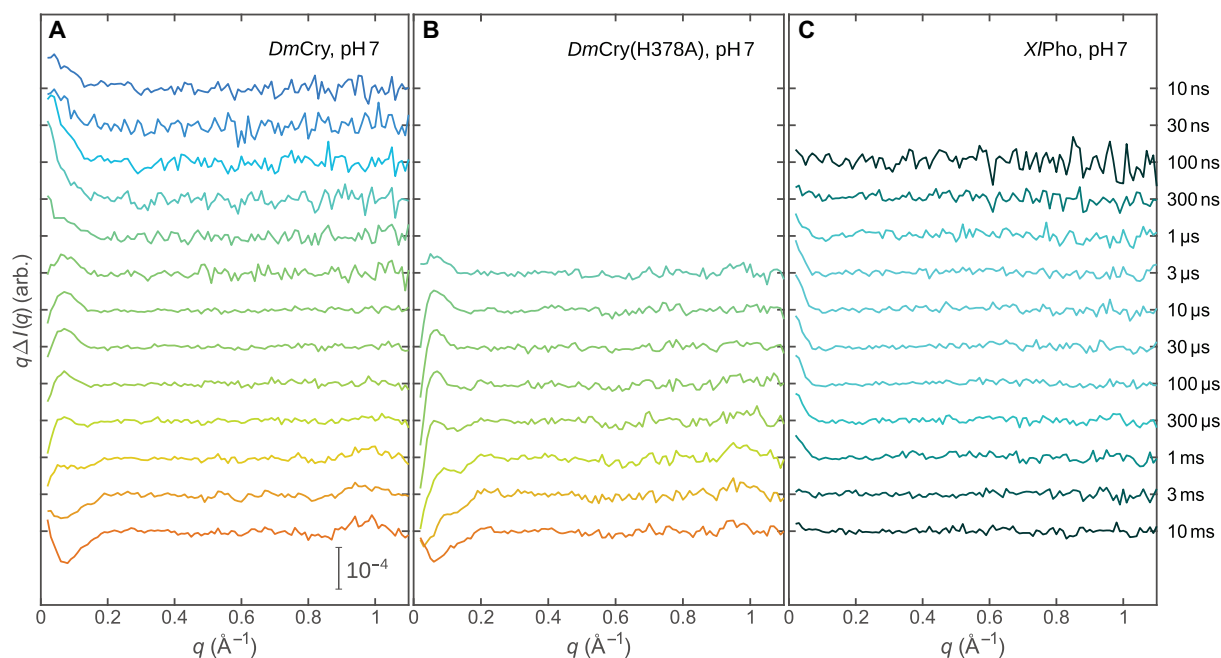 A
DmCry, pH 7
B
DmCry(H378A), pH 7
C
XlPho, pH 7
10 ns
30 ns
100 ns
300 ns
1 µs
3 µs
10 µs
30 µs
100 µs
300 µs
1 ms
3 ms
10 ms
qΔI(q) (arb.)
10⁻⁴
0 0.2 0.4 0.6 0.8 1
0 0.2 0.4 0.6 0.8 1
0 0.2 0.4 0.6 0.8 1
q (Å⁻¹)
q (Å⁻¹)
q (Å⁻¹)